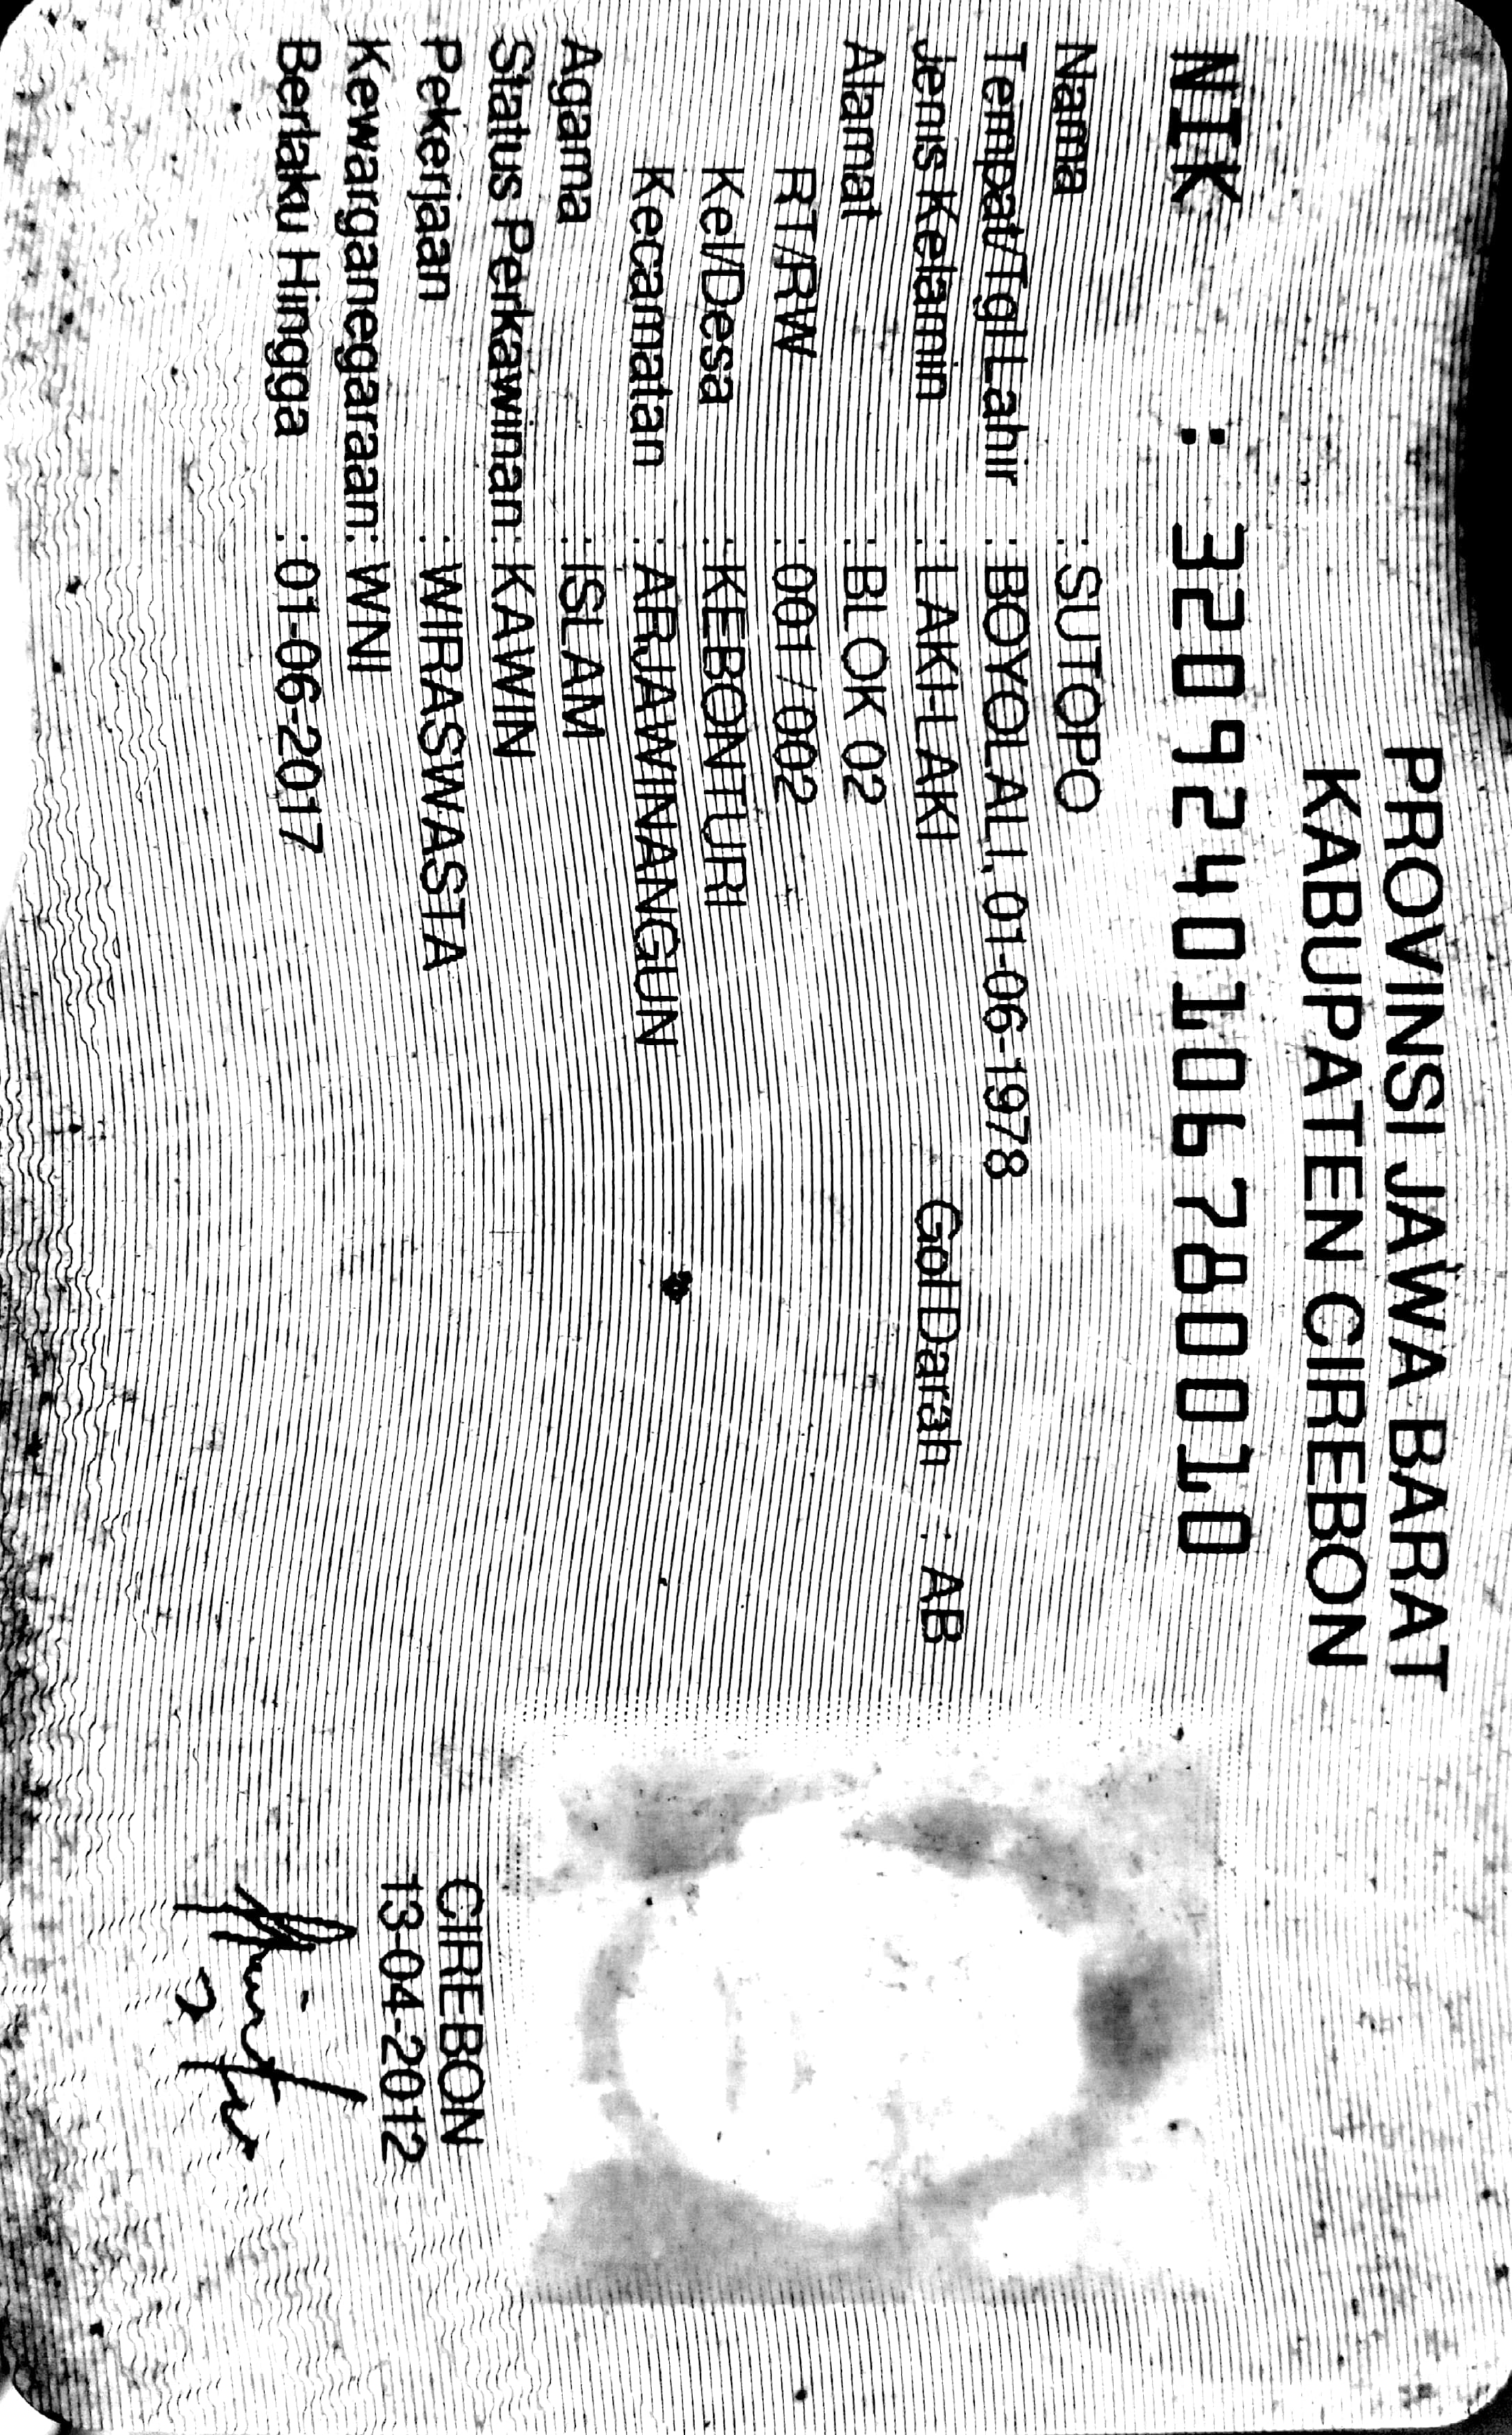 PROVINSI JAWA BARAT
KABUPATEN CIREBON
NIK : 3209240106780010
Nama : SUTOPO
Tempat/Tgl Lahir : BOYOLALI, 01-06-1978
Jenis Kelamin : LAKI-LAKI Gol Darah : AB
Alamat : BLOK 02
RT/RW : 001 / 002
Kel/Desa : KEBONTURI
Kecamatan : ARJAWINANGUN
Agama : ISLAM
Status Perkawinan : KAWIN
Pekerjaan : WIRASWASTA
Kewarganegaraan : WNI
Berlaku Hingga : 01-06-2017
CIREBON
13-04-2012